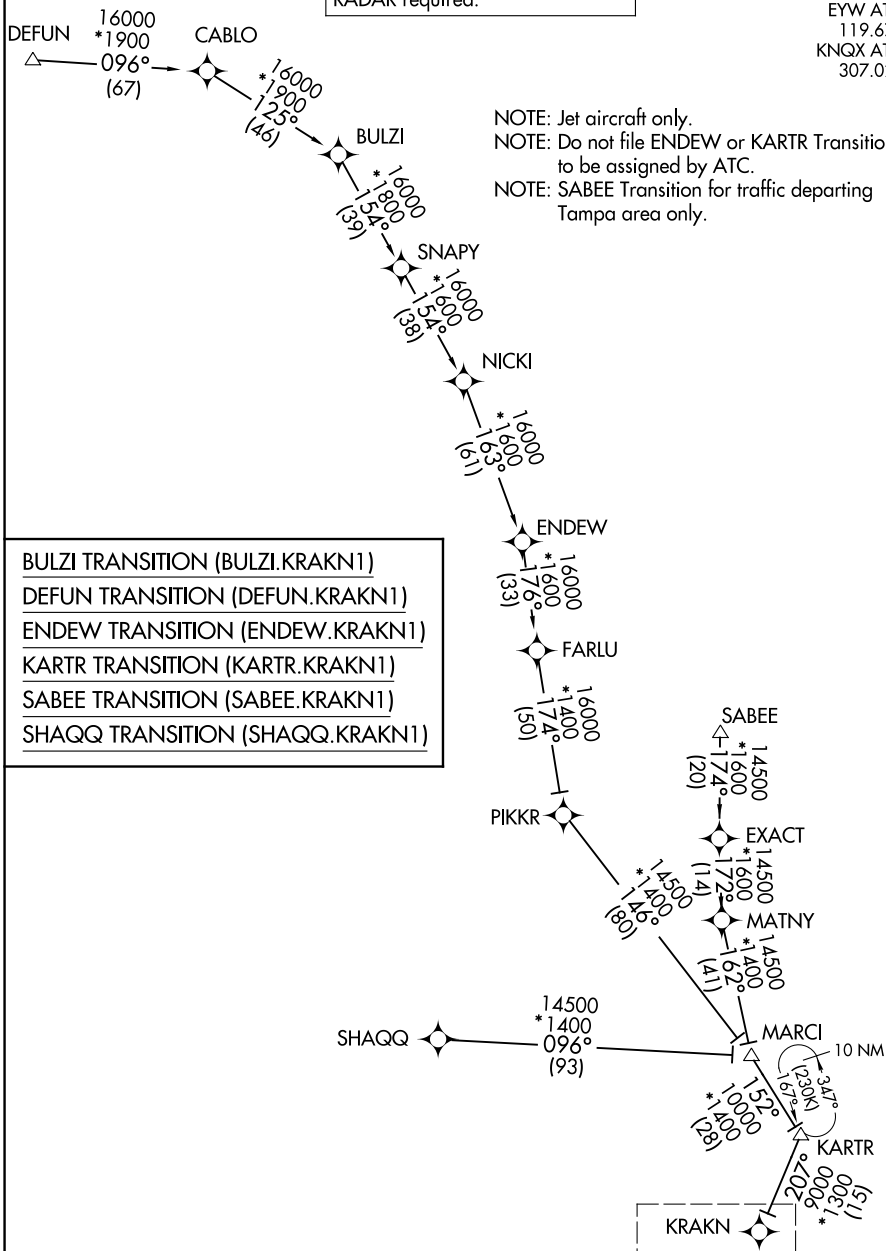 RADAR required.
EYW AT
119.6
KNQX AT
307.0
DEFUN
16000
*1900
096°
(67)
CABLO
16000
*1900
125°
(46)
BULZI
NOTE: Jet aircraft only.
NOTE: Do not file ENDEW or KARTR Transitio
to be assigned by ATC.
NOTE: SABEE Transition for traffic departing
Tampa area only.
16000
*1800
154°
(39)
SNAPY
16000
*1600
154°
(38)
NICKI
16000
*1600
163°
(61)
ENDEW
16000
*1600
176°
(33)
FARLU
BULZI TRANSITION (BULZI.KRAKN1)
DEFUN TRANSITION (DEFUN.KRAKN1)
ENDEW TRANSITION (ENDEW.KRAKN1)
KARTR TRANSITION (KARTR.KRAKN1)
SABEE TRANSITION (SABEE.KRAKN1)
SHAQQ TRANSITION (SHAQQ.KRAKN1)
16000
*1400
174°
(50)
PIKKR
SABEE
14500
*1600
174°
(20)
EXACT
14500
*1600
172°
(14)
MATNY
14500
*1400
146°
(80)
14500
*1400
162°
(41)
SHAQQ
14500
*1400
096°
(93)
MARCI
10 NM
347°
(230K)
167°
152°
10000
*1400
(28)
KARTR
207°
9000
*1300
(15)
KRAKN